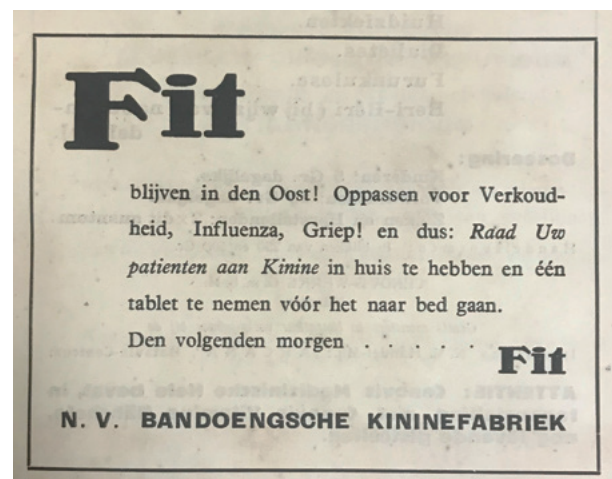 Fit
blijven in den Oost! Oppassen voor Verkoud-
heid, Influenza, Griep! en dus: Raad Uw
patienten aan Kinine in huis te hebben en één
tablet te nemen vóór het naar bed gaan.
Den volgenden morgen . . . . . .
Fit
N. V. BANDOENGSCHE KININEFABRIEK